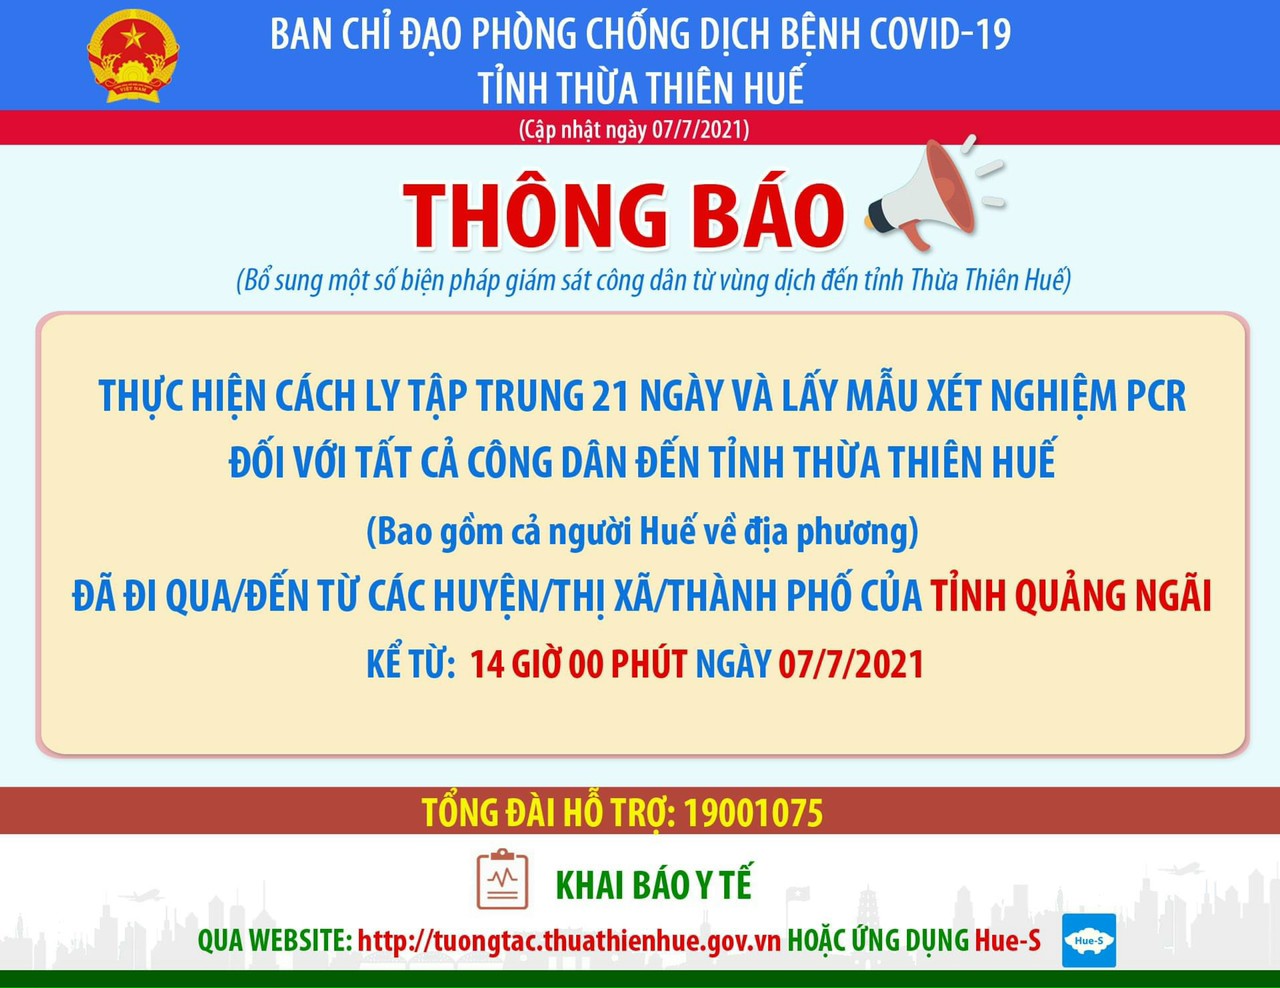 BAN CHỈ ĐẠO PHÒNG CHỐNG DỊCH BỆNH COVID-19
TỈNH THỪA THIÊN HUẾ
(Cập nhật ngày 07/7/2021)
THÔNG BÁO
(Bổ sung một số biện pháp giám sát công dân từ vùng dịch đến tỉnh Thừa Thiên Huế)
THỰC HIỆN CÁCH LY TẬP TRUNG 21 NGÀY VÀ LẤY MẪU XÉT NGHIỆM PCR
ĐỐI VỚI TẤT CẢ CÔNG DÂN ĐẾN TỈNH THỪA THIÊN HUẾ
(Bao gồm cả người Huế về địa phương)
ĐÃ ĐI QUA/ĐẾN TỪ CÁC HUYỆN/THỊ XÃ/THÀNH PHỐ CỦA TỈNH QUẢNG NGÃI
KỂ TỪ: 14 GIỜ 00 PHÚT NGÀY 07/7/2021
TỔNG ĐÀI HỖ TRỢ: 19001075
KHAI BÁO Y TẾ
QUA WEBSITE: http://tuongtac.thuathienhue.gov.vn HOẶC ỨNG DỤNG Hue-S
Hue-S